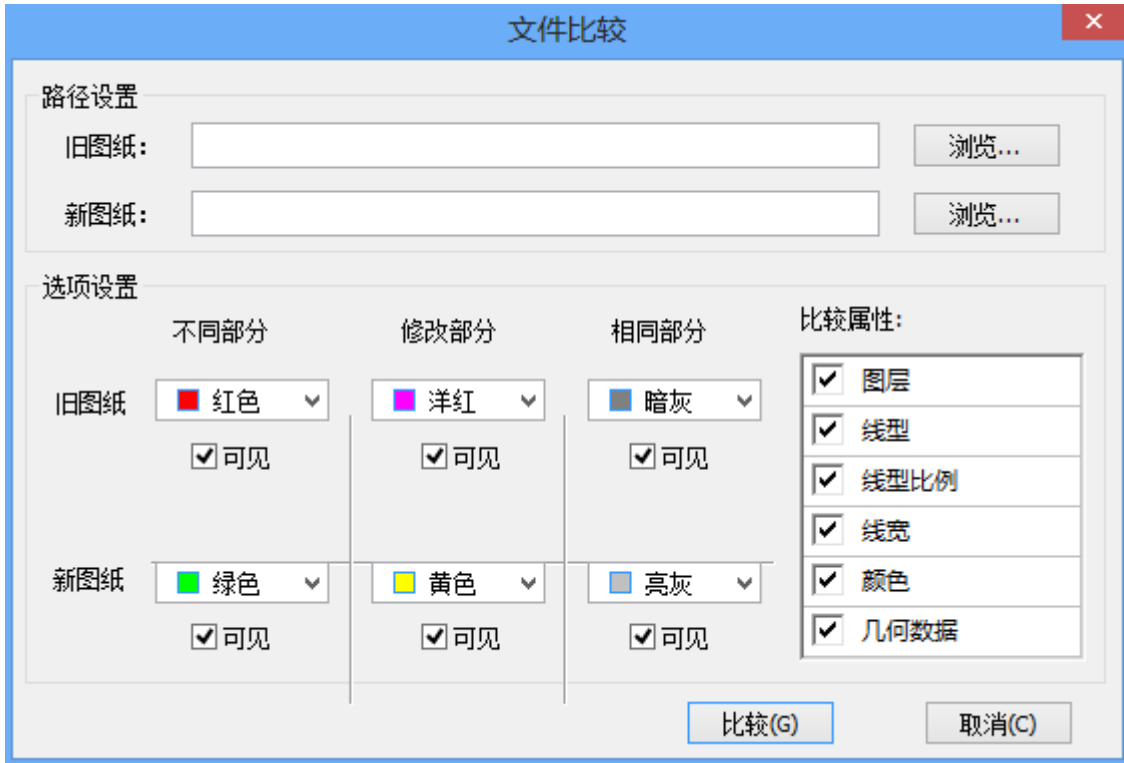 文件比较
路径设置
旧图纸： 浏览...
新图纸： 浏览...
选项设置
不同部分 修改部分 相同部分 比较属性:
旧图纸 红色 洋红 暗灰
可见 可见 可见
新图纸 绿色 黄色 亮灰
可见 可见 可见
图层
线型
线型比例
线宽
颜色
几何数据
比较(G) 取消(C)